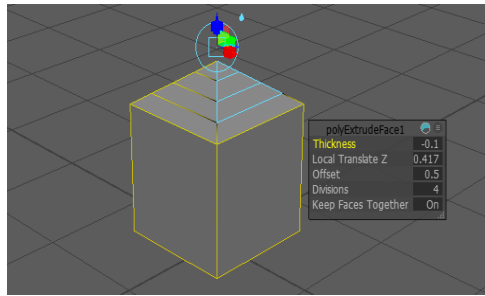 polyExtrudeFace1
Thickness -0.1
Local Translate Z 0.417
Offset 0.5
Divisions 4
Keep Faces Together On